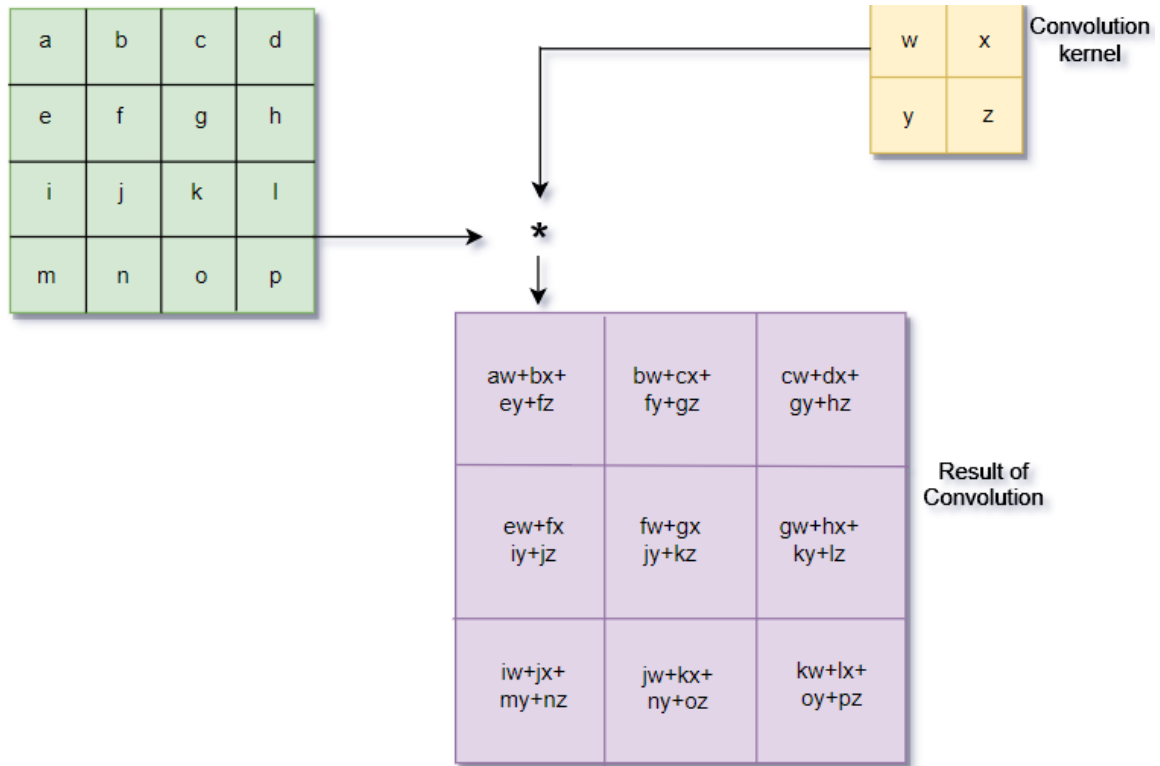 a b c d
e f g h
i j k l
m n o p
w x
y z
Convolution
kernel
*
aw+bx+
ey+fz
bw+cx+
fy+gz
cw+dx+
gy+hz
ew+fx
iy+jz
fw+gx
jy+kz
gw+hx+
ky+lz
iw+jx+
my+nz
jw+kx+
ny+oz
kw+lx+
oy+pz
Result of
Convolution